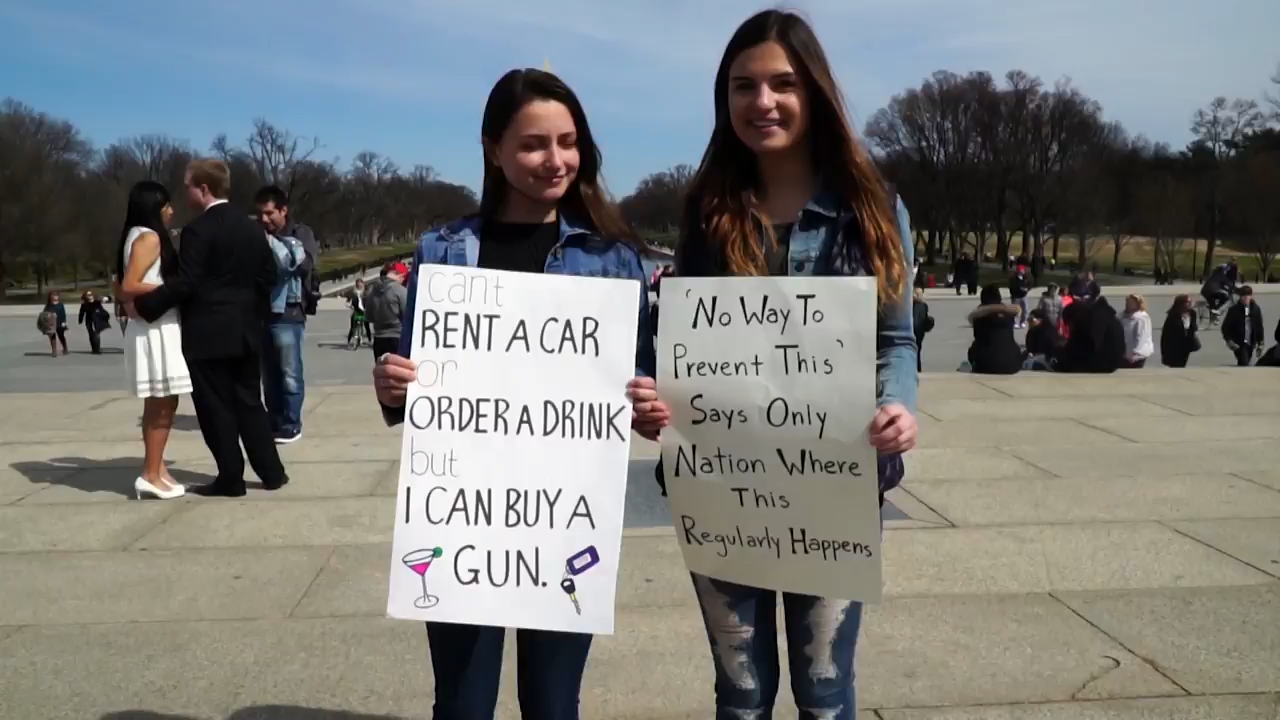 cant
RENT A CAR
or
ORDER A DRINK
but
I CAN BUY A
GUN.
'No Way To
Prevent This'
Says Only
Nation Where
This
Regularly Happens